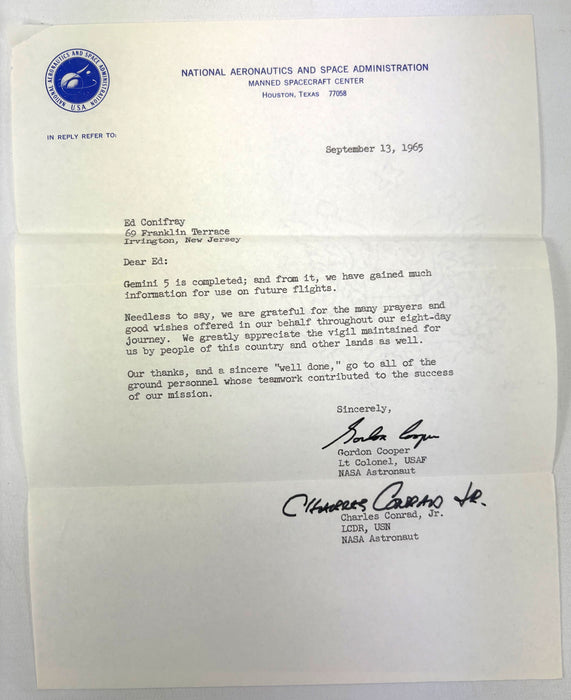 NATIONAL AERONAUTICS AND SPACE ADMINISTRATION
U.S.A.
NATIONAL AERONAUTICS AND SPACE ADMINISTRATION
MANNED SPACECRAFT CENTER
HOUSTON, TEXAS 77058
IN REPLY REFER TO:
September 13, 1965
Ed Conifray
69 Franklin Terrace
Irvington, New Jersey
Dear Ed:
Gemini 5 is completed; and from it, we have gained much
information for use on future flights.
Needless to say, we are grateful for the many prayers and
good wishes offered in our behalf throughout our eight-day
journey. We greatly appreciate the vigil maintained for
us by people of this country and other lands as well.
Our thanks, and a sincere "well done," go to all of the
ground personnel whose teamwork contributed to the success
of our mission.
Sincerely,
Gordon Cooper
Gordon Cooper
Lt Colonel, USAF
NASA Astronaut
CHARLES CONRAD JR.
Charles Conrad, Jr.
LCDR, USN
NASA Astronaut